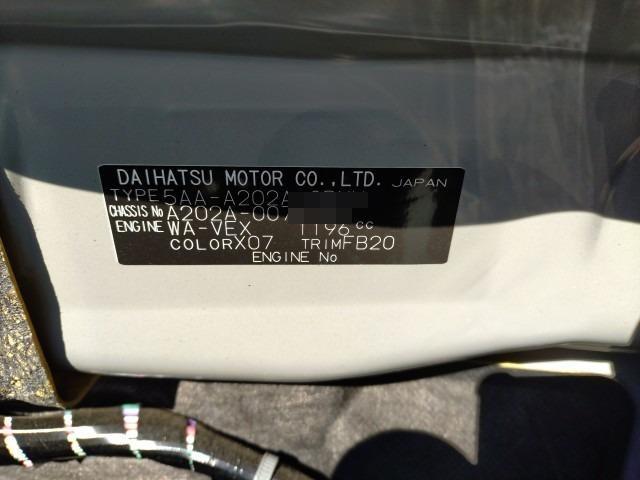 DAIHATSU MOTOR CO.,LTD. JAPAN
TYPE 5AA-A202A
CHASSIS No A202A-00
ENGINE WA-VEX 1196 cc
COLOR X07 TRIM FB20
ENGINE No